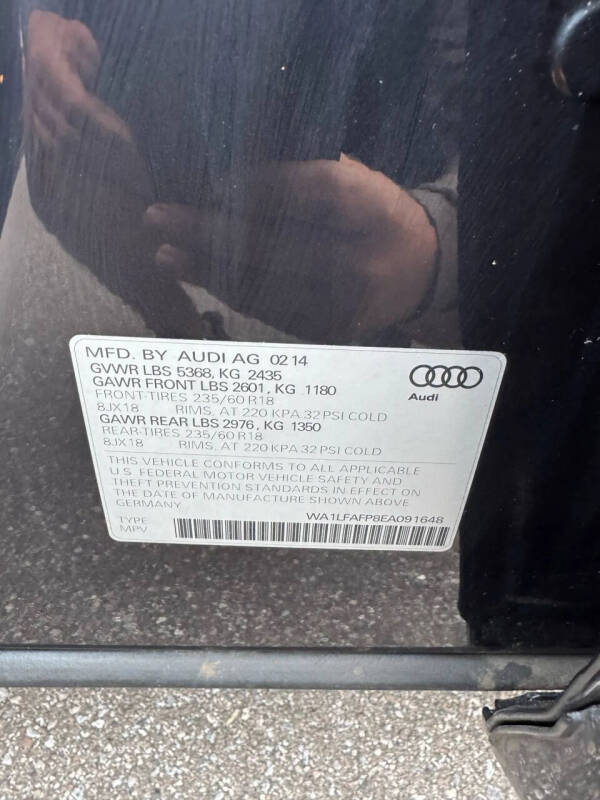 MFD. BY AUDI AG 02 14
GVWR LBS 5368, KG 2435
GAWR FRONT LBS 2601, KG 1180
FRONT-TIRES 235/60 R18
8JX18 RIMS, AT 220 KPA 32 PSI COLD
GAWR REAR LBS 2976, KG 1350
REAR-TIRES 235/60 R18
8JX18 RIMS, AT 220 KPA 32 PSI COLD
Audi
THIS VEHICLE CONFORMS TO ALL APPLICABLE
U.S. FEDERAL MOTOR VEHICLE SAFETY AND
THEFT PREVENTION STANDARDS IN EFFECT ON
THE DATE OF MANUFACTURE SHOWN ABOVE
GERMANY
WA1LFAFP8EA091648
TYPE
MPV